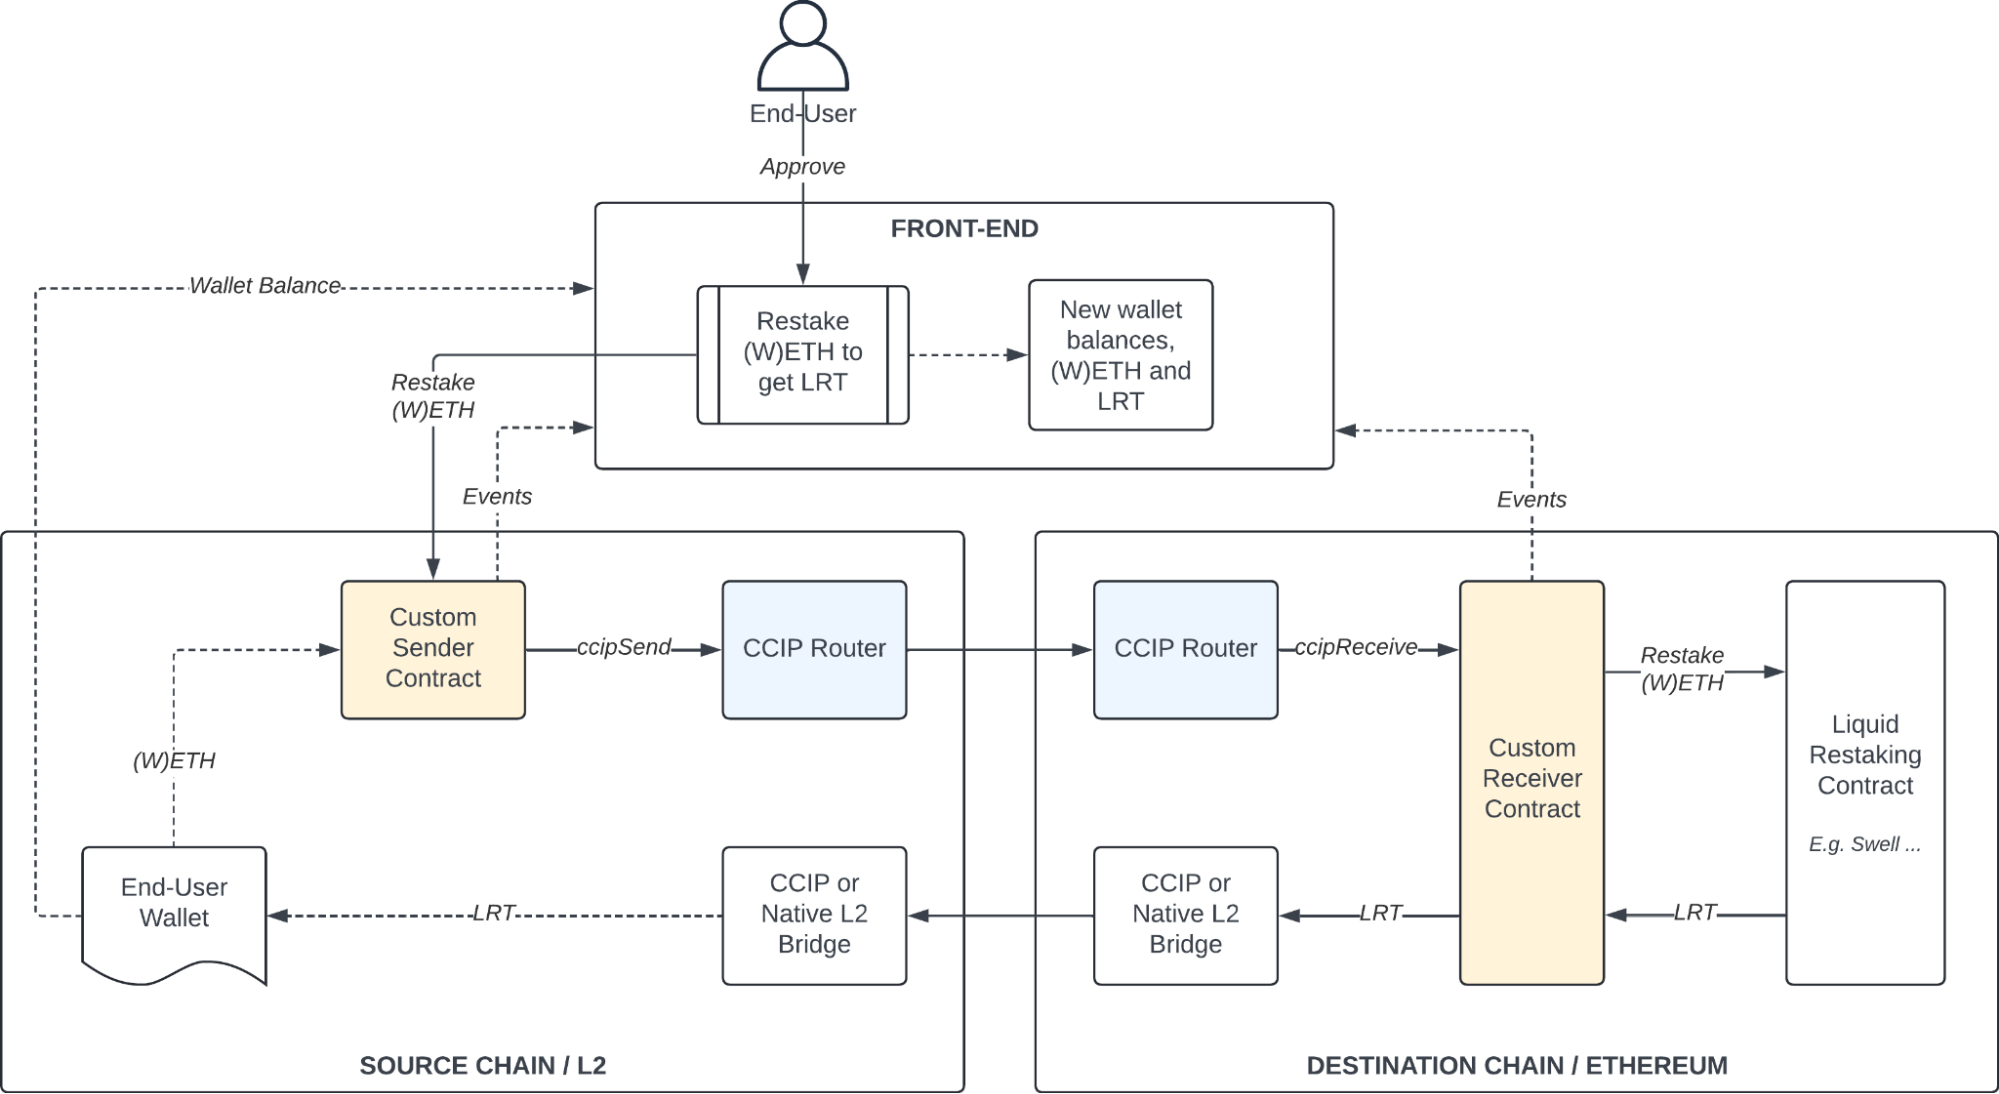 End-User
Approve
FRONT-END
Wallet Balance
Restake
(W)ETH to
get LRT
New wallet
balances,
(W)ETH and
LRT
Restake
(W)ETH
Events
Events
Custom
Sender
Contract
ccipSend
CCIP Router
CCIP Router
ccipReceive
Restake
(W)ETH
Custom
Receiver
Contract
Liquid
Restaking
Contract
E.g. Swell ...
(W)ETH
End-User
Wallet
LRT
CCIP or
Native L2
Bridge
CCIP or
Native L2
Bridge
LRT
LRT
SOURCE CHAIN / L2
DESTINATION CHAIN / ETHEREUM